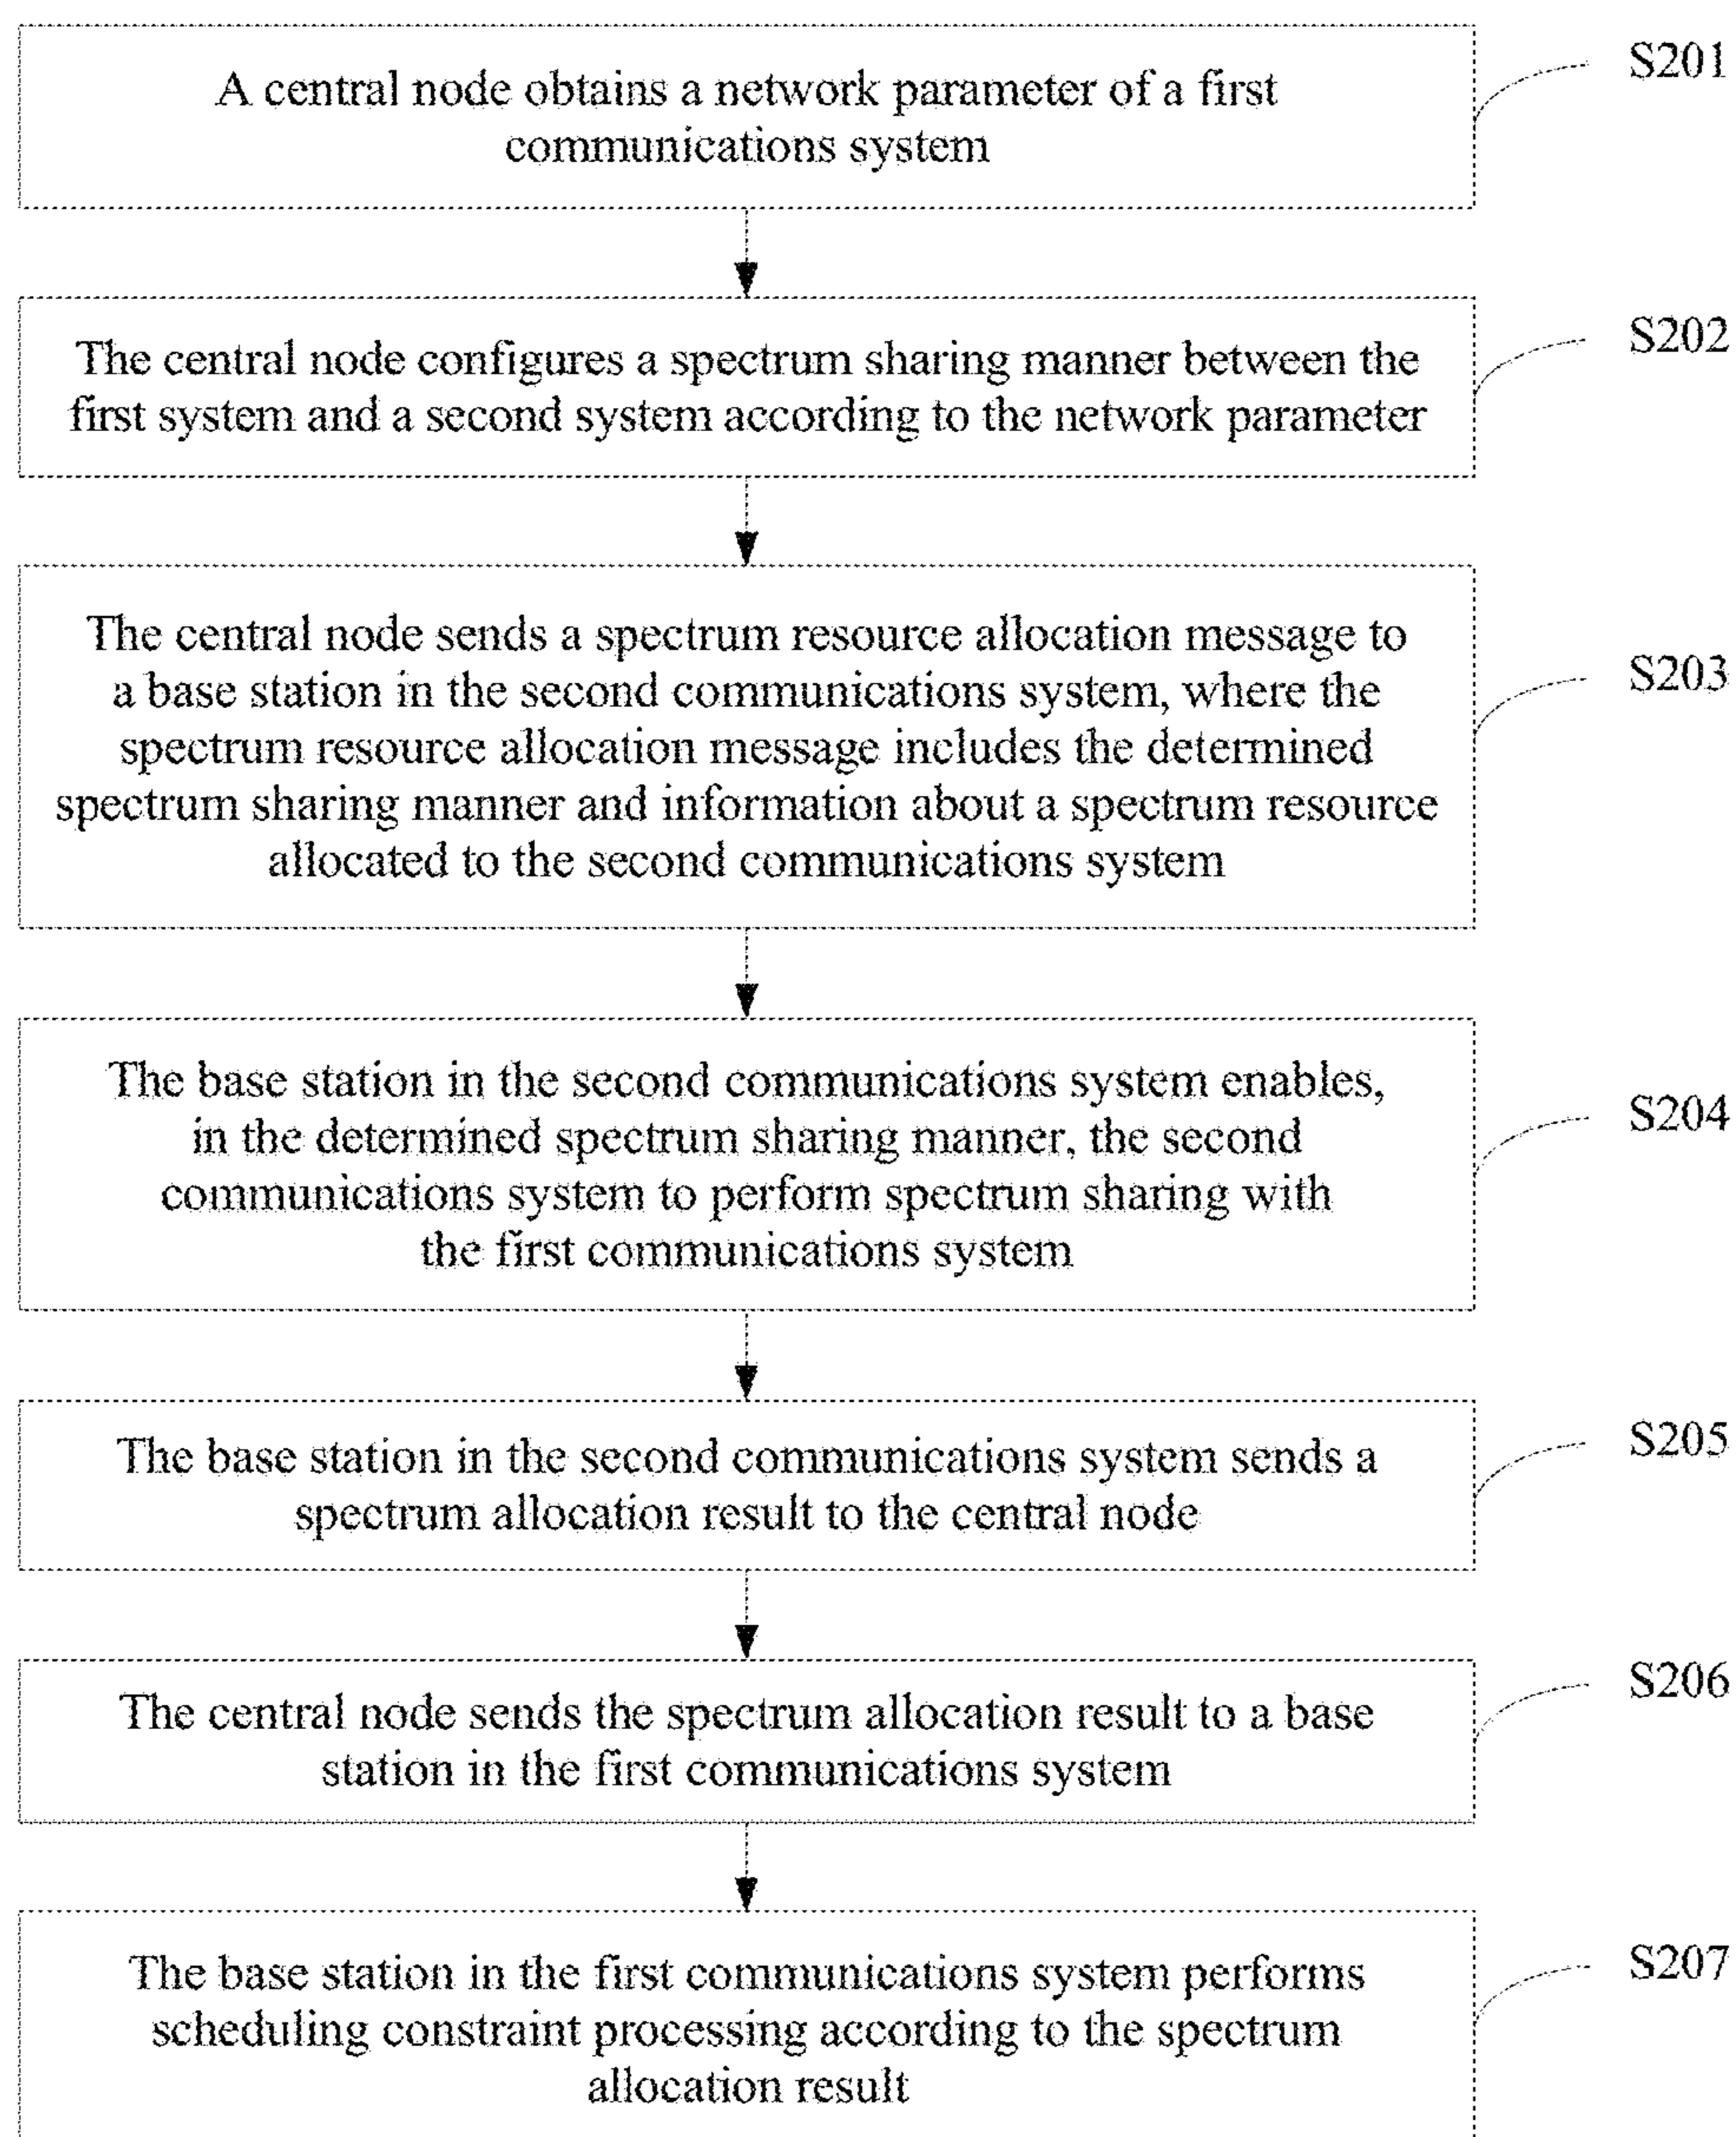 A central node obtains a network parameter of a first
communications system
S201
The central node configures a spectrum sharing manner between the
first system and a second system according to the network parameter
S202
The central node sends a spectrum resource allocation message to
a base station in the second communications system, where the
spectrum resource allocation message includes the determined
spectrum sharing manner and information about a spectrum resource
allocated to the second communications system
S203
The base station in the second communications system enables,
in the determined spectrum sharing manner, the second
communications system to perform spectrum sharing with
the first communications system
S204
The base station in the second communications system sends a
spectrum allocation result to the central node
S205
The central node sends the spectrum allocation result to a base
station in the first communications system
S206
The base station in the first communications system performs
scheduling constraint processing according to the spectrum
allocation result
S207